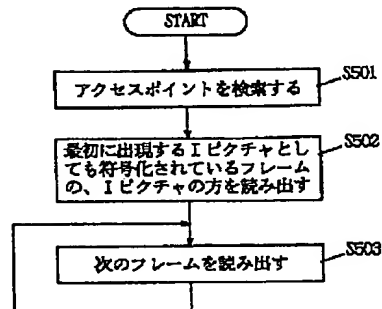 START
アクセスポイントを検索する
S501
最初に出現するIピクチャとし
ても符号化されているフレーム
の、Iピクチャの方を読み出す
S502
次のフレームを読み出す
S503